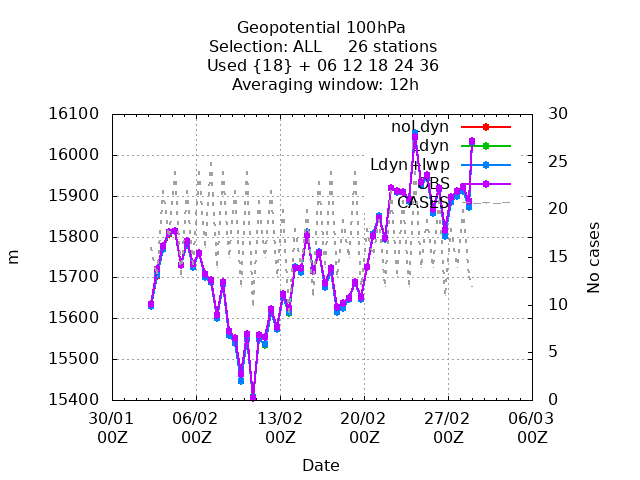 Geopotential 100hPa
Selection: ALL     26 stations
Used {18} + 06 12 18 24 36
Averaging window: 12h
16100
16000
15900
15800
15700
15600
15500
15400
m
30
25
20
15
10
5
0
No cases
noLdyn
Ldyn
Ldyn+lwp
OBS
CASES
30/01 06/02 13/02 20/02 27/02 06/03
00Z 00Z 00Z 00Z 00Z 00Z
Date